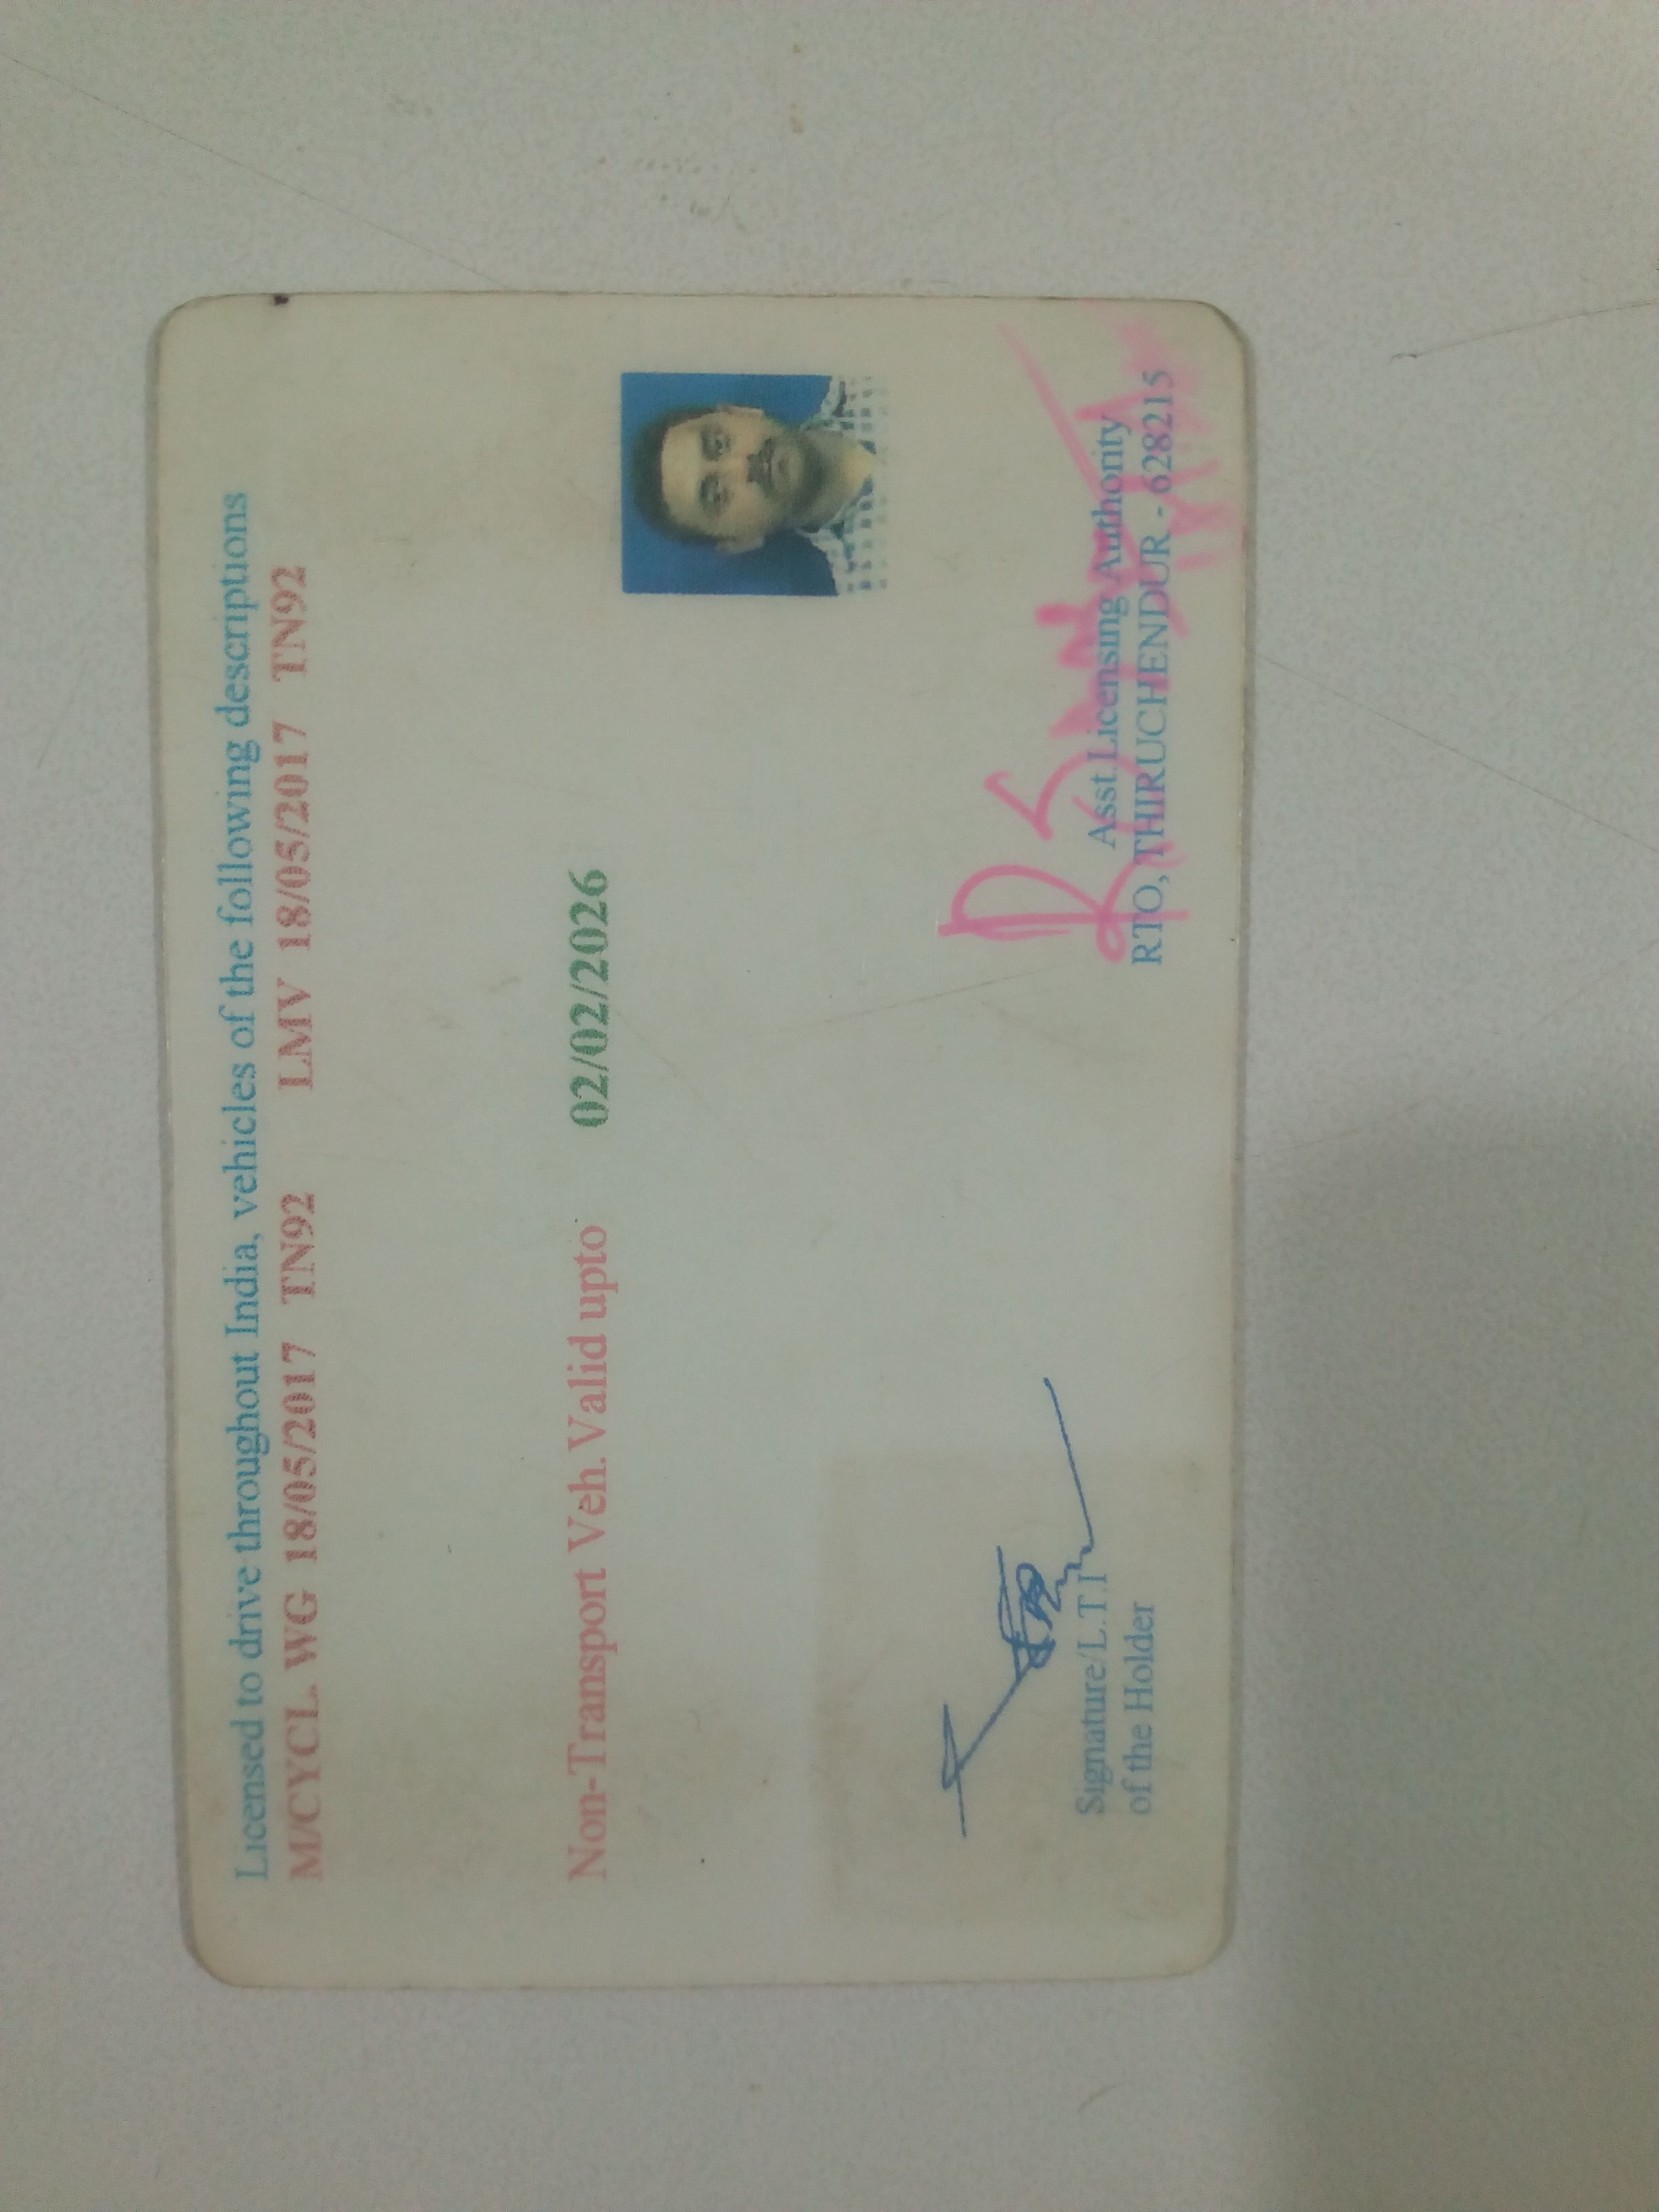 Licensed to drive throughout India, vehicles of the following descriptions
M/CYCL. WG 18/05/2017 TN92 LMV 18/05/2017 TN92
Non-Transport Veh. Valid upto 02/02/2026
Signature/L.T.I
of the Holder
Asst.Licensing Authority
RTO, THIRUCHENDUR - 628215